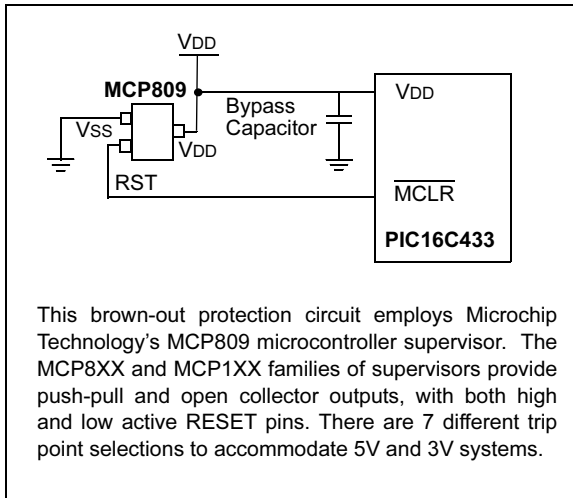 VDD
MCP809
VDD
Bypass
Capacitor
VSS
VDD
RST
MCLR
PIC16C433
This brown-out protection circuit employs Microchip
Technology's MCP809 microcontroller supervisor. The
MCP8XX and MCP1XX families of supervisors provide
push-pull and open collector outputs, with both high
and low active RESET pins. There are 7 different trip
point selections to accommodate 5V and 3V systems.